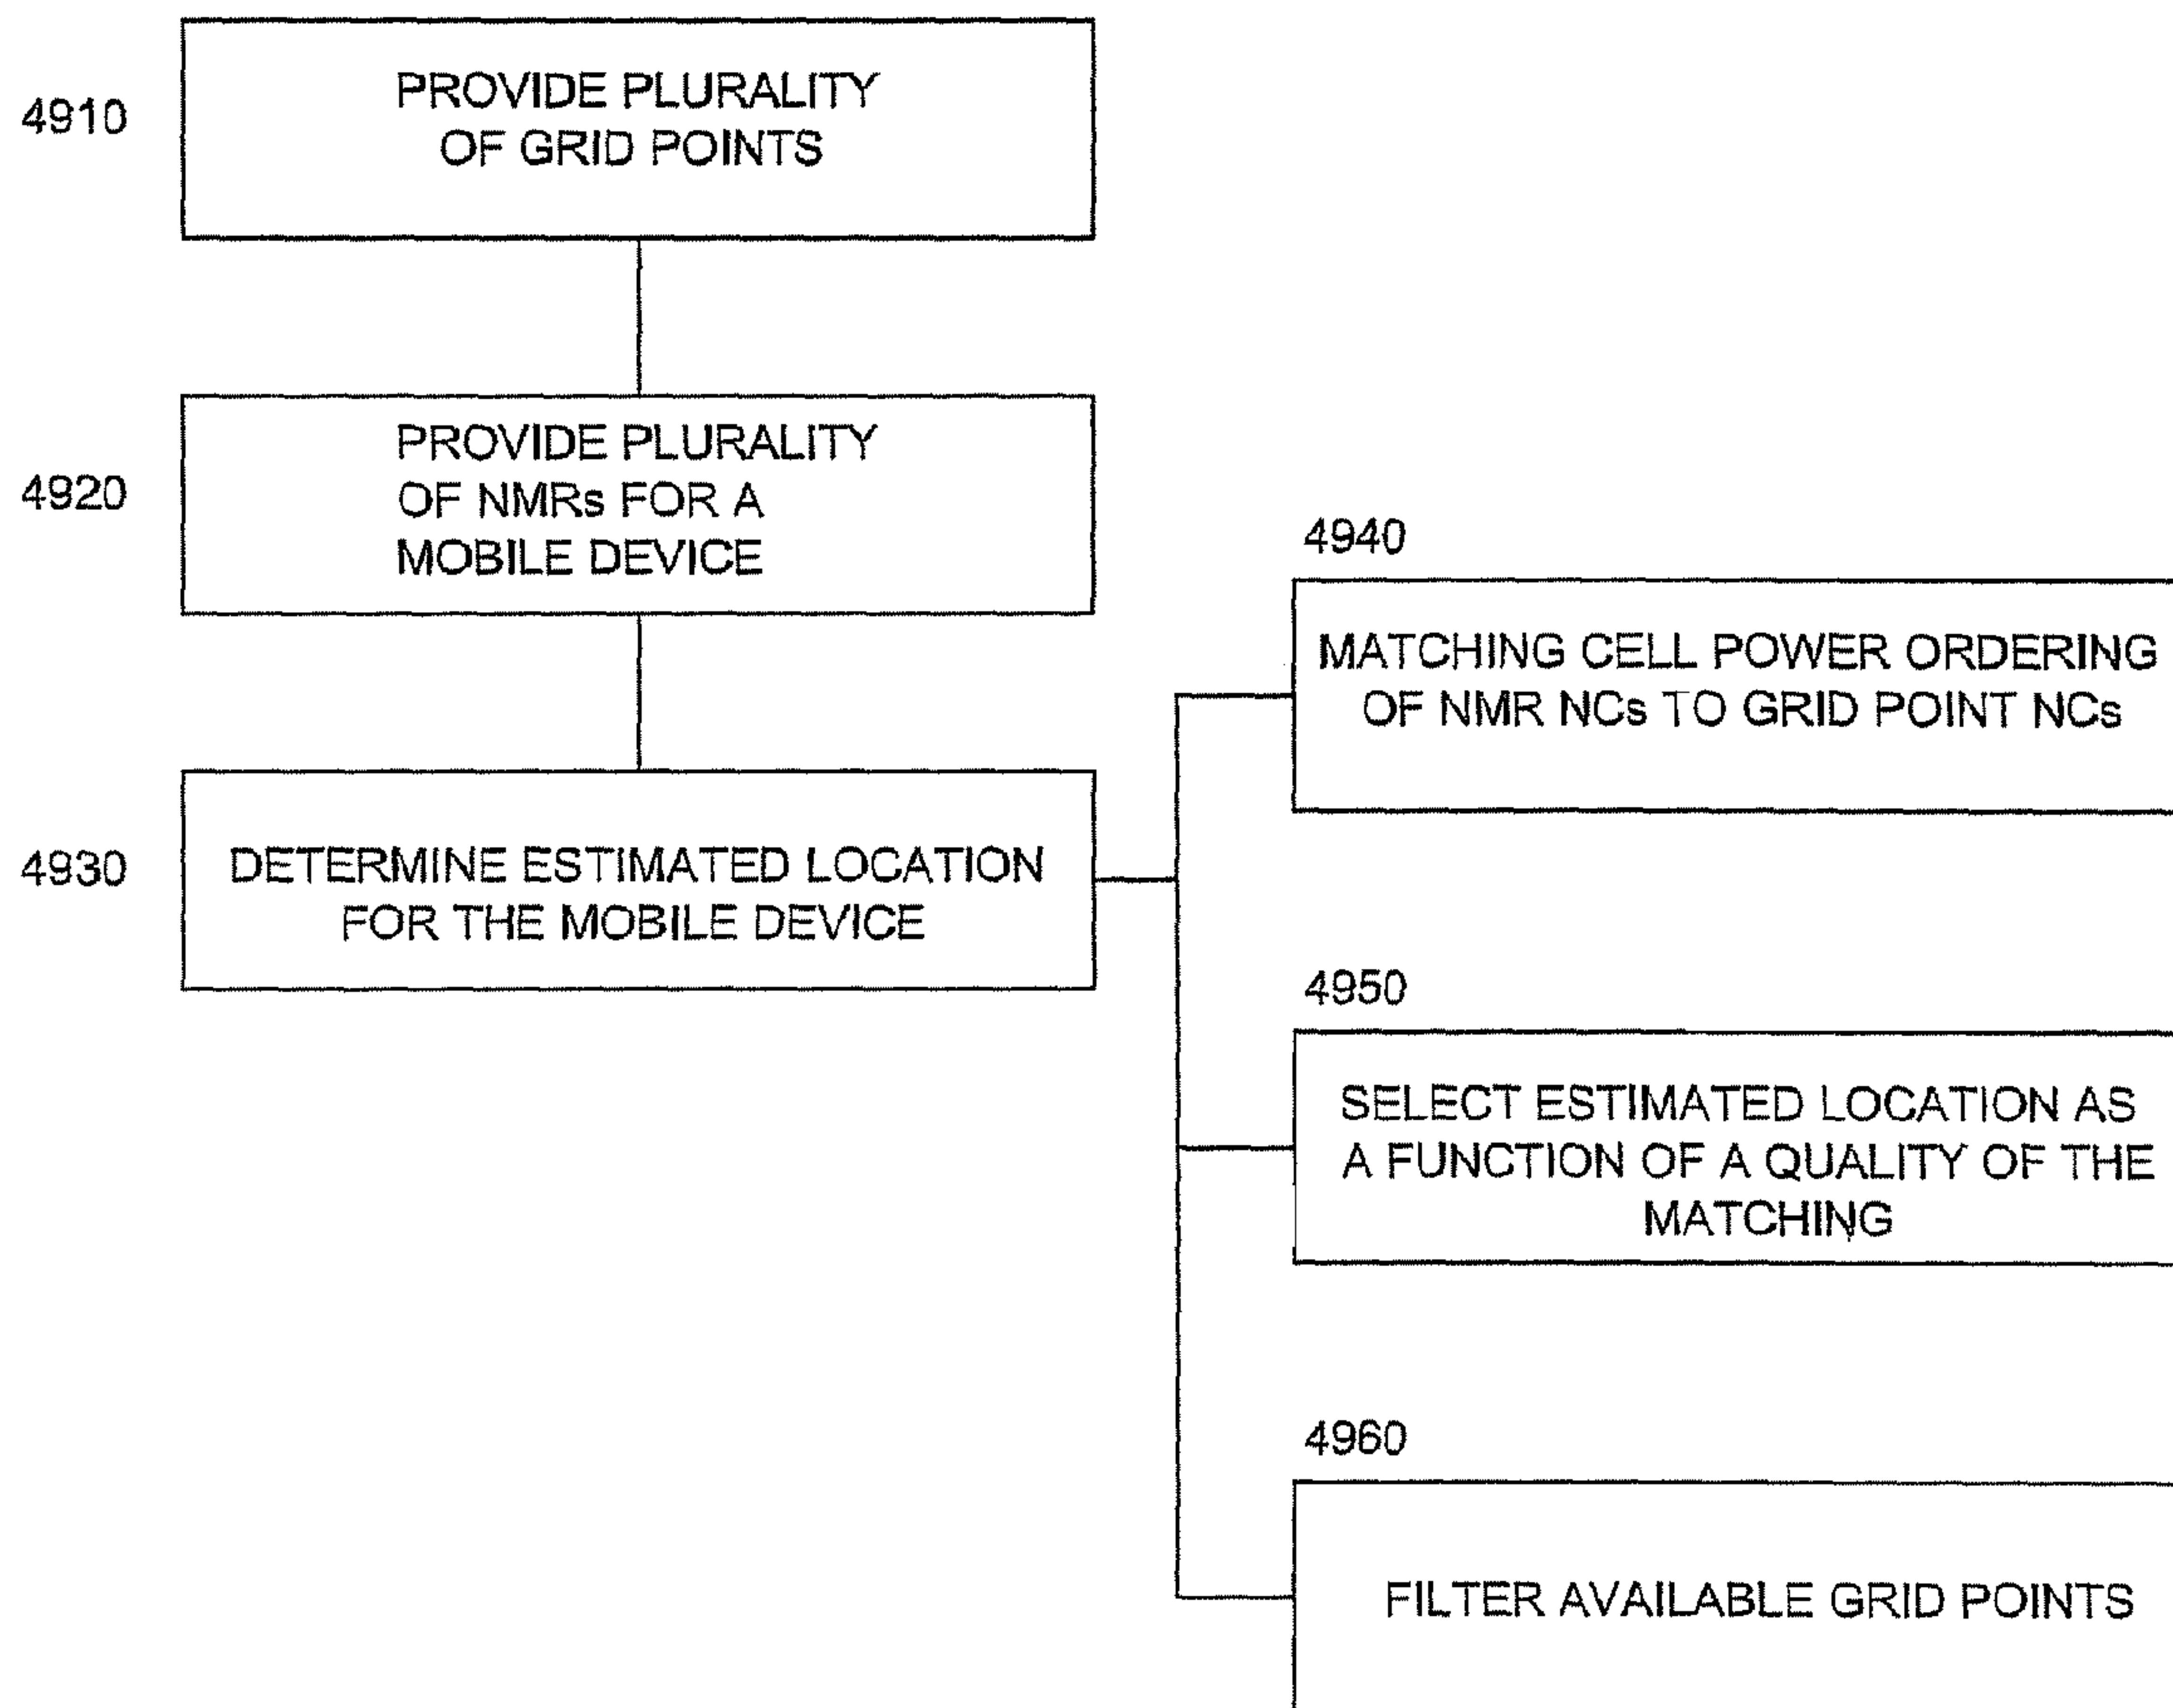 4910
PROVIDE PLURALITY
OF GRID POINTS
4920
PROVIDE PLURALITY
OF NMRs FOR A
MOBILE DEVICE
4930
DETERMINE ESTIMATED LOCATION
FOR THE MOBILE DEVICE
4940
MATCHING CELL POWER ORDERING
OF NMR NCs TO GRID POINT NCs
4950
SELECT ESTIMATED LOCATION AS
A FUNCTION OF A QUALITY OF THE
MATCHING
4960
FILTER AVAILABLE GRID POINTS